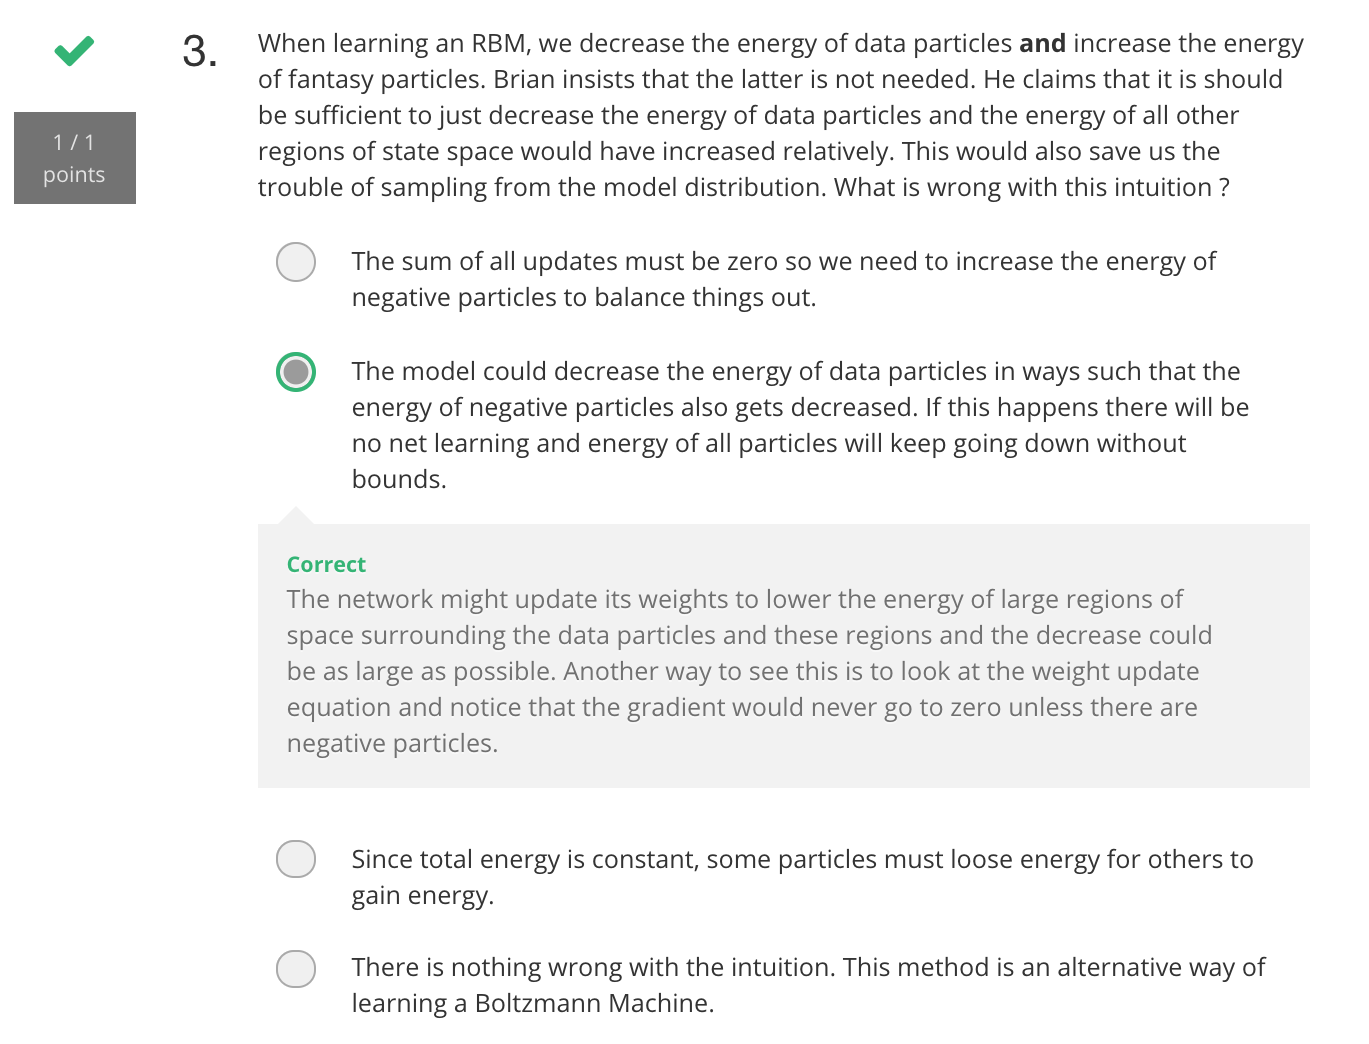 3.
When learning an RBM, we decrease the energy of data particles and increase the energy
of fantasy particles. Brian insists that the latter is not needed. He claims that it is should
be sufficient to just decrease the energy of data particles and the energy of all other
regions of state space would have increased relatively. This would also save us the
trouble of sampling from the model distribution. What is wrong with this intuition ?
1 / 1
points
The sum of all updates must be zero so we need to increase the energy of
negative particles to balance things out.
The model could decrease the energy of data particles in ways such that the
energy of negative particles also gets decreased. If this happens there will be
no net learning and energy of all particles will keep going down without
bounds.
Correct
The network might update its weights to lower the energy of large regions of
space surrounding the data particles and these regions and the decrease could
be as large as possible. Another way to see this is to look at the weight update
equation and notice that the gradient would never go to zero unless there are
negative particles.
Since total energy is constant, some particles must loose energy for others to
gain energy.
There is nothing wrong with the intuition. This method is an alternative way of
learning a Boltzmann Machine.